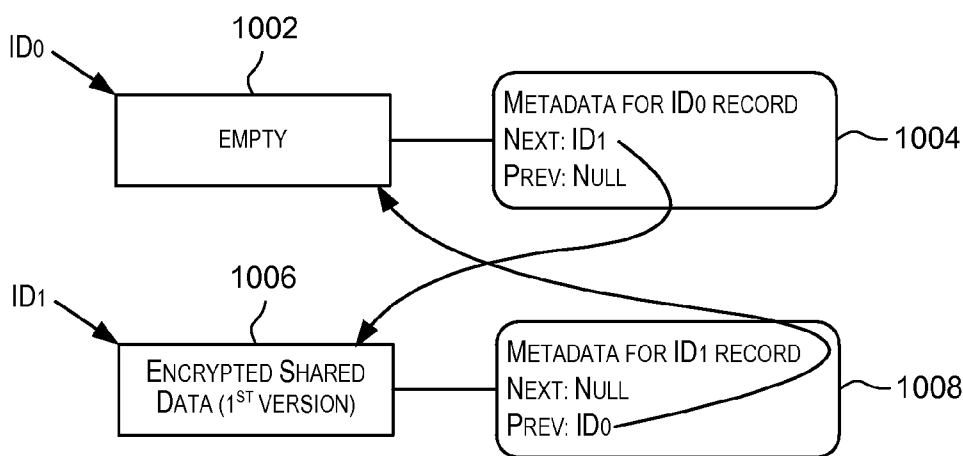 1002
ID0
EMPTY
METADATA FOR ID0 RECORD
NEXT: ID1
PREV: NULL
1004
1006
ID1
ENCRYPTED SHARED
DATA (1ST VERSION)
METADATA FOR ID1 RECORD
NEXT: NULL
PREV: ID0
1008